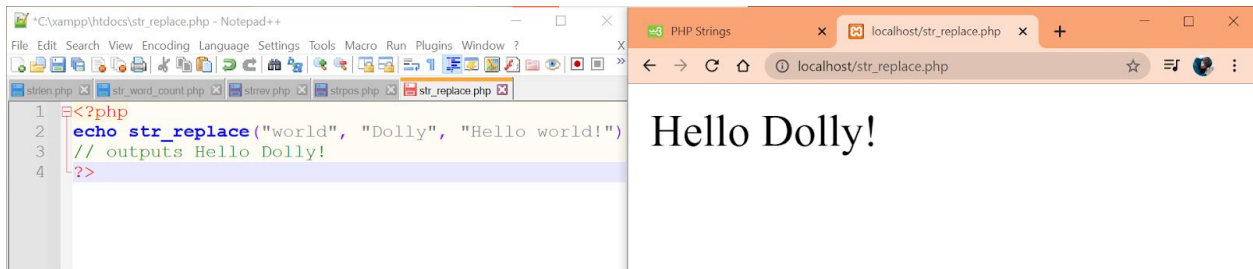 *C:\xampp\htdocs\str_replace.php - Notepad++
File Edit Search View Encoding Language Settings Tools Macro Run Plugins Window ? X
strlen.php str_word_count.php strrev.php strpos.php str_replace.php
1 <?php
2 echo str_replace("world", "Dolly", "Hello world!")
3 // outputs Hello Dolly!
4 ?>
PHP Strings localhost/str_replace.php
localhost/str_replace.php
Hello Dolly!